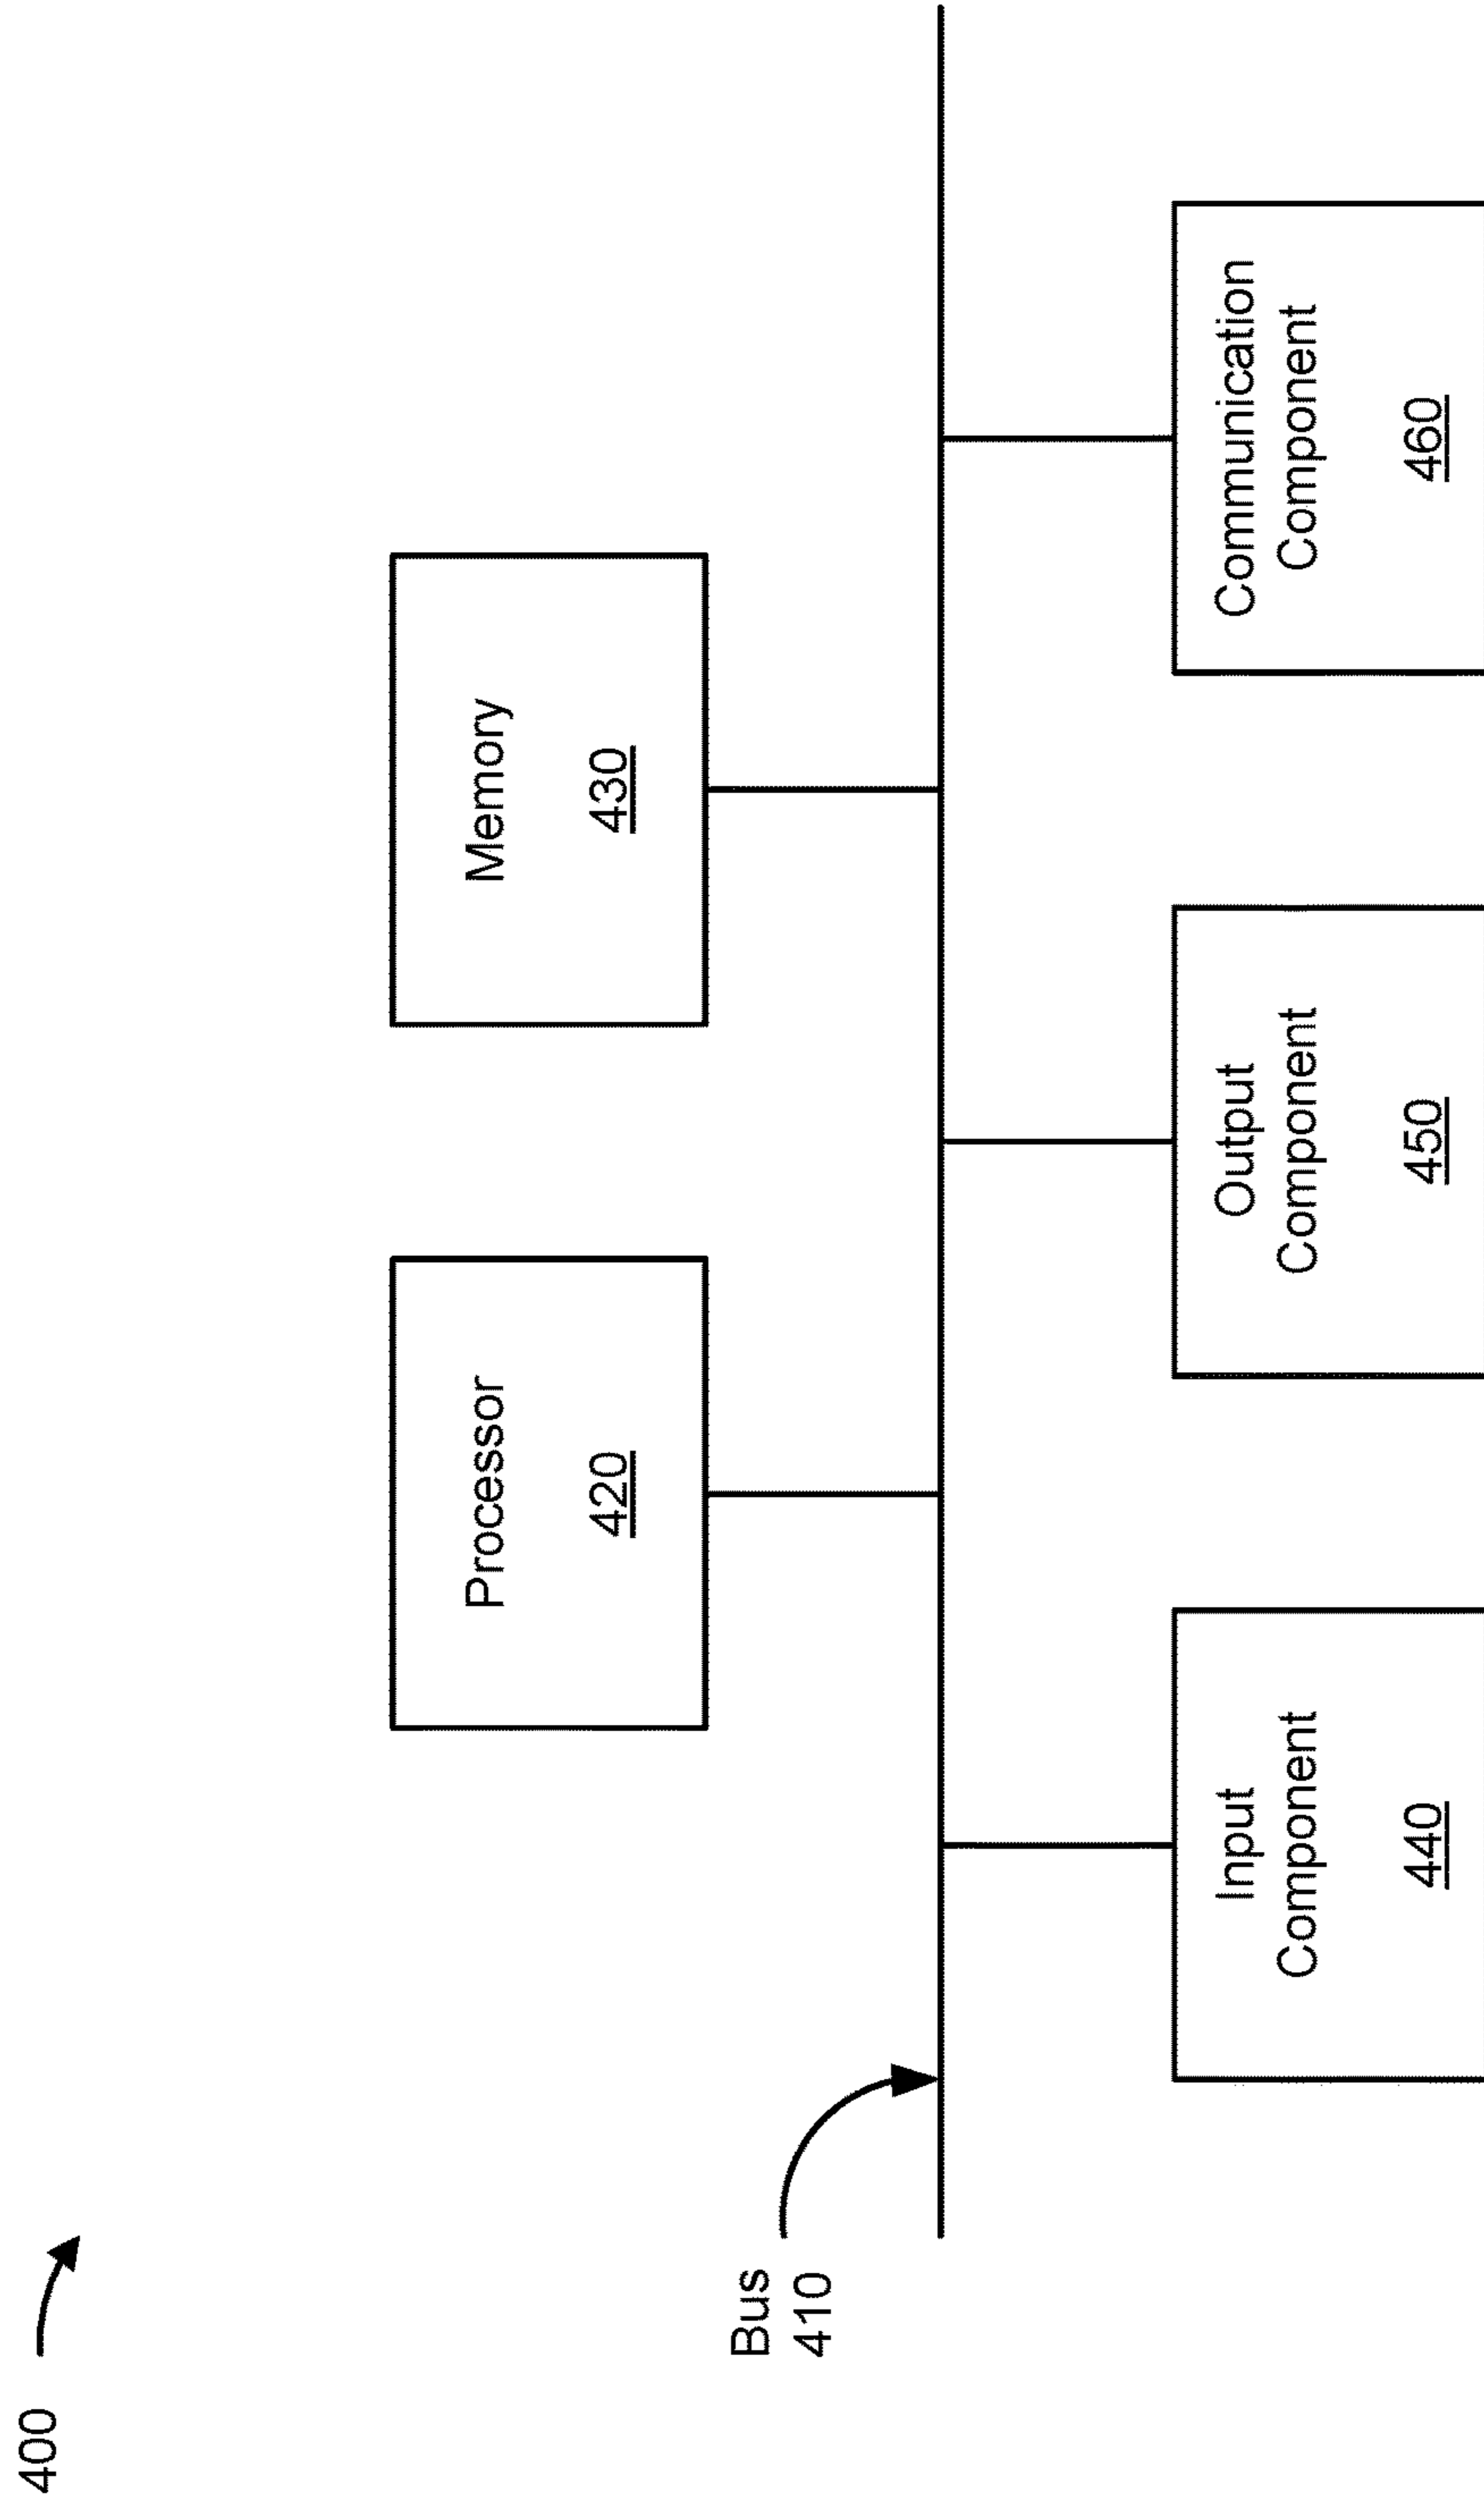 400
Processor
420
Memory
430
Bus
410
Input
Component
440
Output
Component
450
Communication
Component
460